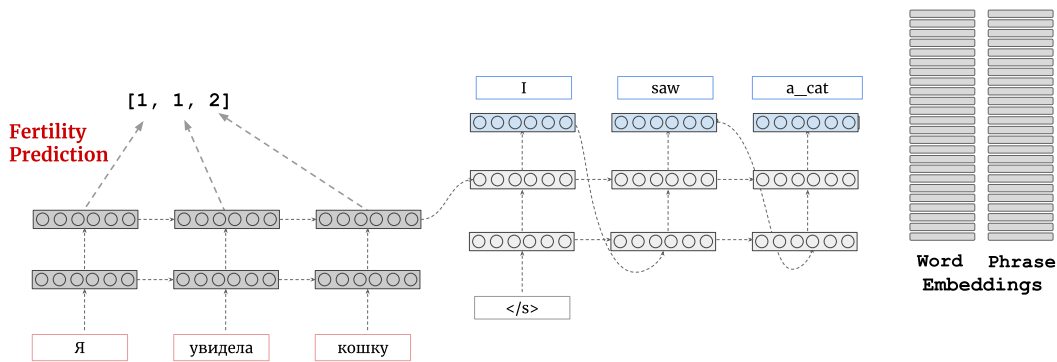 [1, 1, 2]
Fertility
Prediction
Я
увидела
кошку
I
saw
a_cat
</s>
Word
Phrase
Embeddings